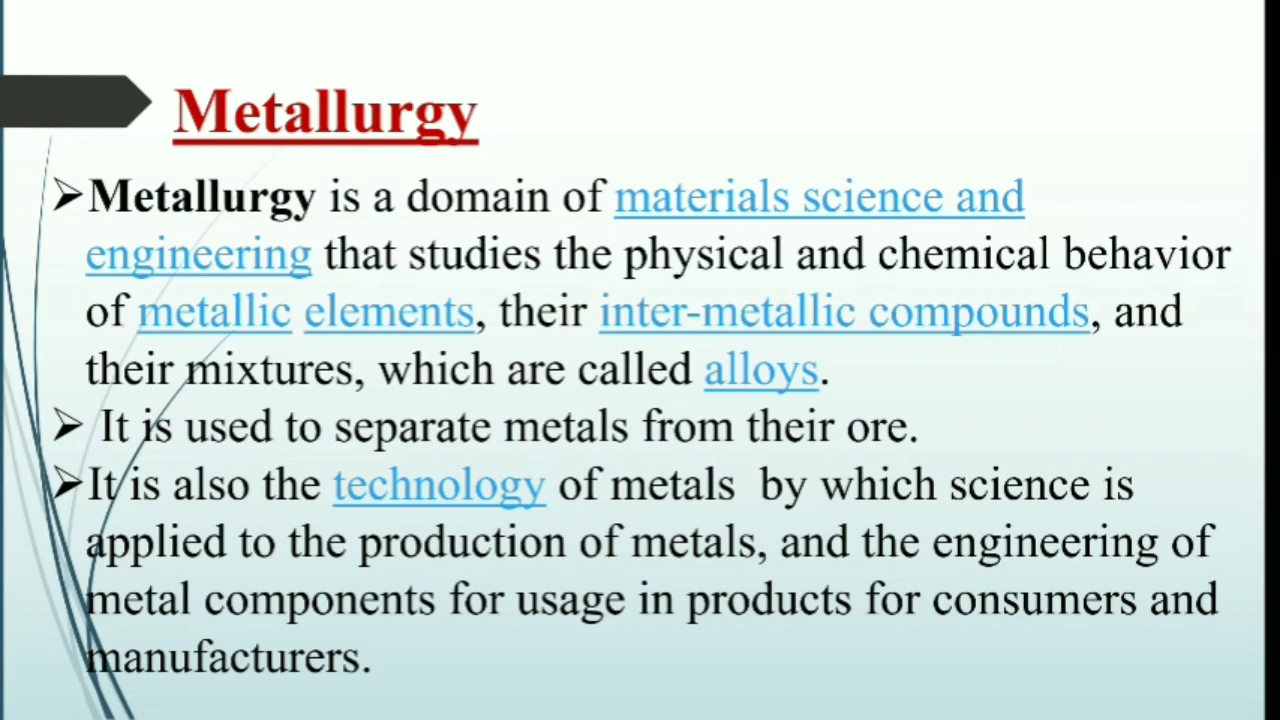 Metallurgy
➢Metallurgy is a domain of materials science and
engineering that studies the physical and chemical behavior
of metallic elements, their inter-metallic compounds, and
their mixtures, which are called alloys.
➢ It is used to separate metals from their ore.
➢It is also the technology of metals  by which science is
applied to the production of metals, and the engineering of
metal components for usage in products for consumers and
manufacturers.